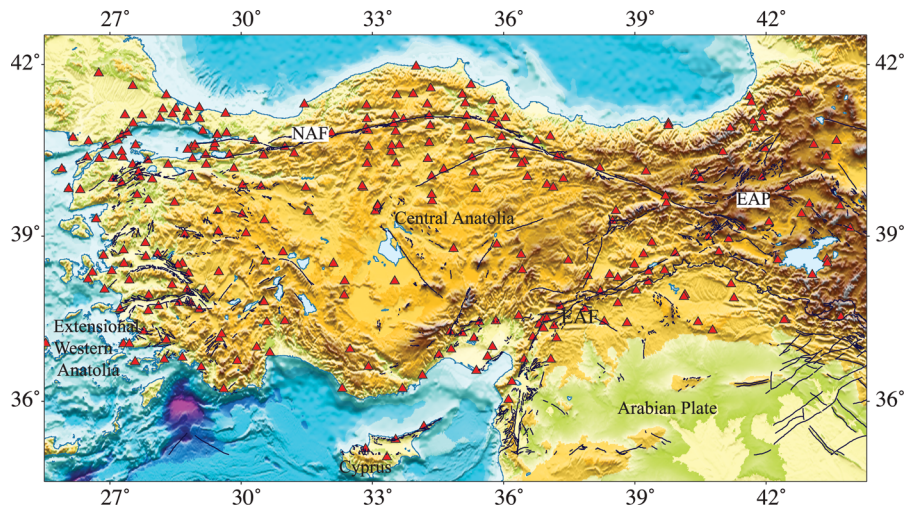 27° 30° 33° 36° 39° 42°
42° 42°
NAF
EAP
Central Anatolia
39° 39°
EAF
Extensional
Western
Anatolia
36° 36°
Arabian Plate
Cyprus
27° 30° 33° 36° 39° 42°